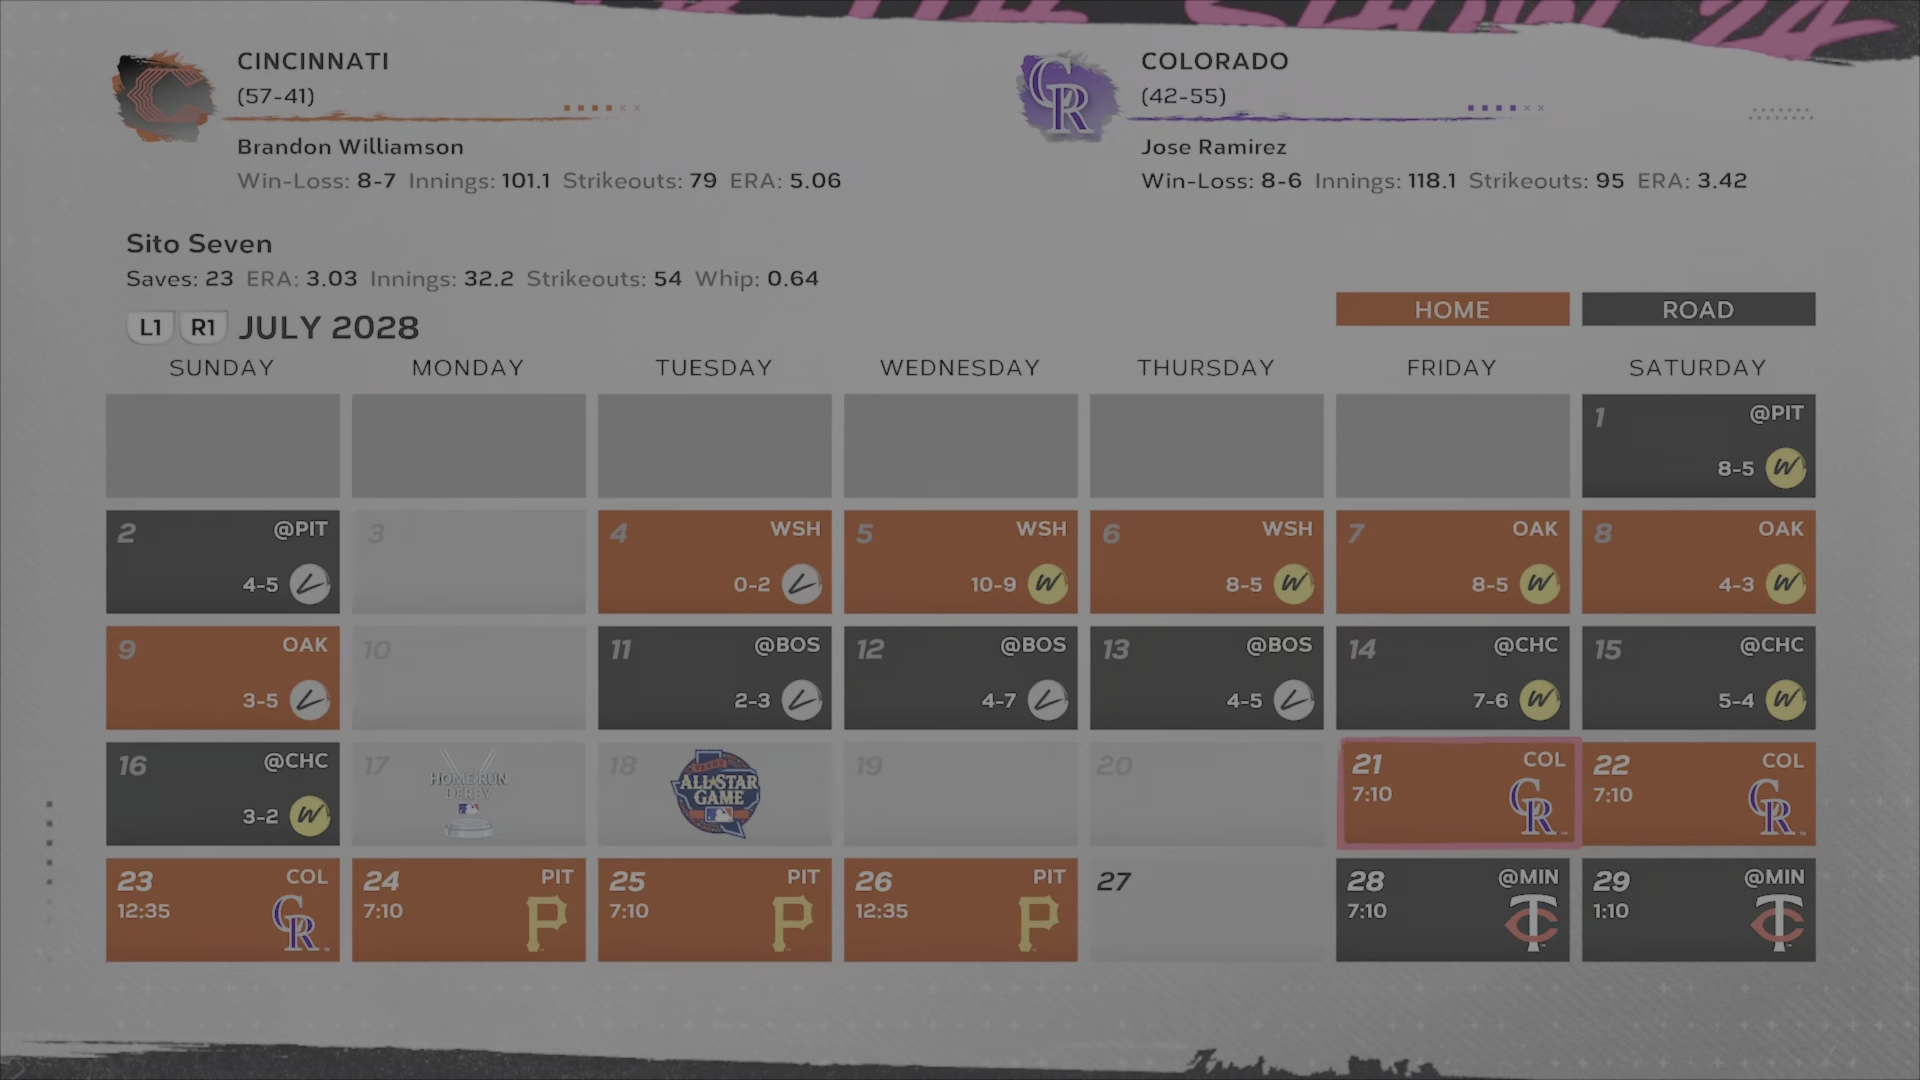 THE SHOW 24
CINCINNATI
(57-41)
Brandon Williamson
Win-Loss: 8-7 Innings: 101.1 Strikeouts: 79 ERA: 5.06
COLORADO
(42-55)
Jose Ramirez
Win-Loss: 8-6 Innings: 118.1 Strikeouts: 95 ERA: 3.42
Sito Seven
Saves: 23 ERA: 3.03 Innings: 32.2 Strikeouts: 54 Whip: 0.64
HOME ROAD
L1 R1 JULY 2028
SUNDAY MONDAY TUESDAY WEDNESDAY THURSDAY FRIDAY SATURDAY
1 @PIT
8-5 W
2 @PIT 3 4 WSH 5 WSH 6 WSH 7 OAK 8 OAK
4-5 L 0-2 L 10-9 W 8-5 W 8-5 W 4-3 W
9 OAK 10 11 @BOS 12 @BOS 13 @BOS 14 @CHC 15 @CHC
3-5 L 2-3 L 4-7 L 4-5 L 7-6 W 5-4 W
16 @CHC 17 HOME RUN DERBY 18 ALL-STAR GAME 19 20 21 COL 22 COL
3-2 W 7:10 CR 7:10 CR
23 COL 24 PIT 25 PIT 26 PIT 27 28 @MIN 29 @MIN
12:35 CR 7:10 P 7:10 P 12:35 P 7:10 TC 1:10 TC